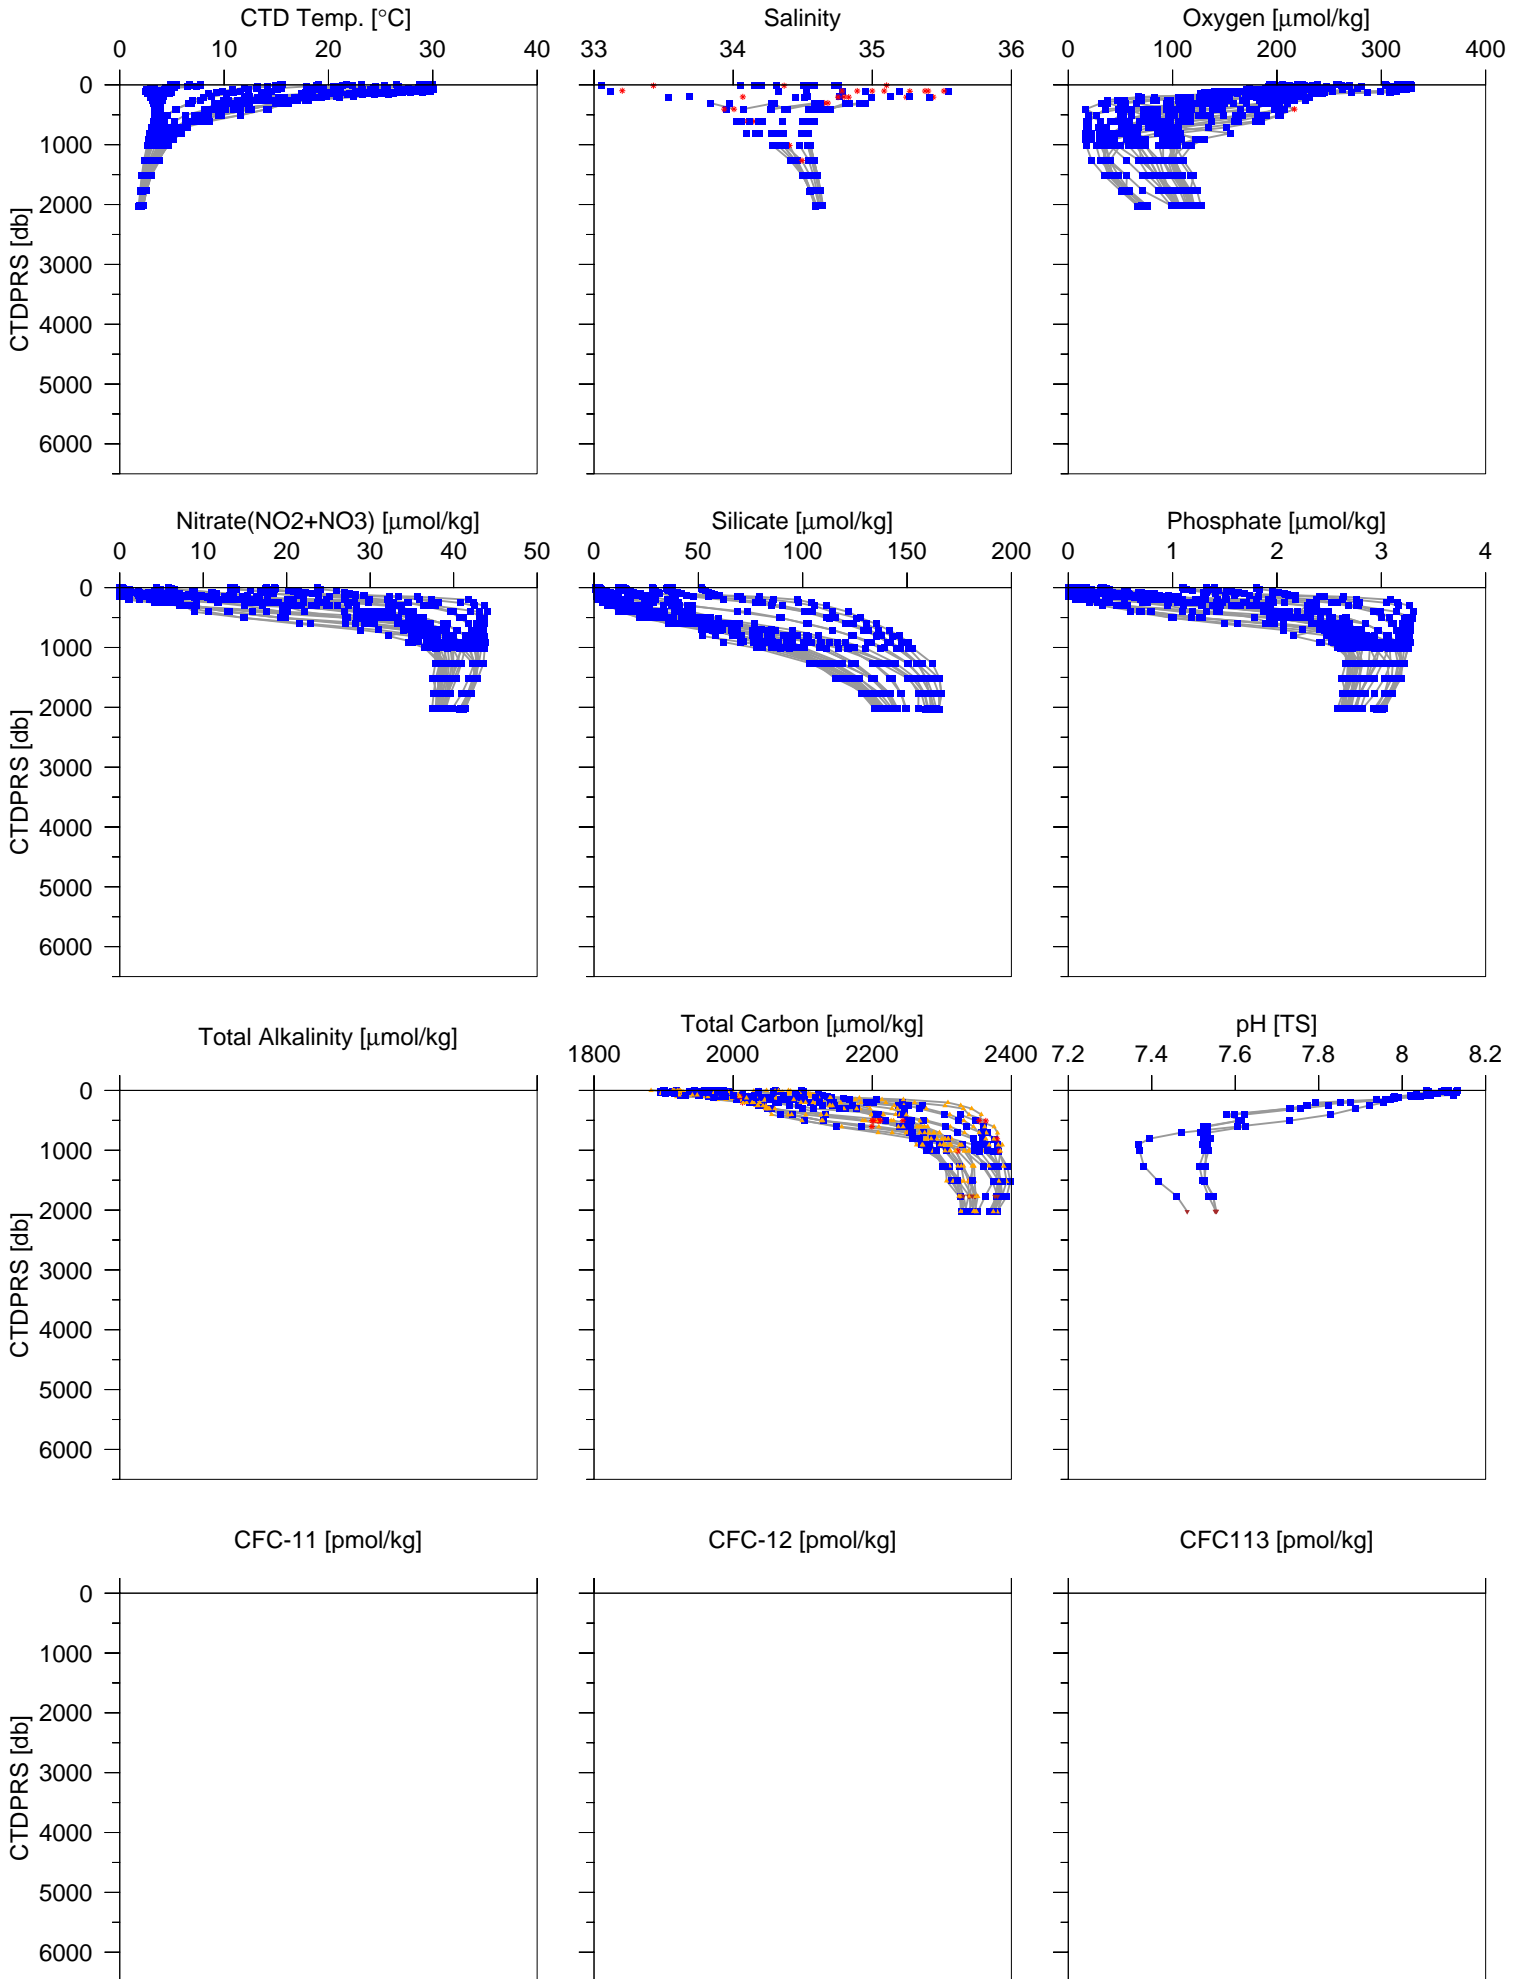 CTD Temp. [°C] Salinity Oxygen [μmol/kg]
0 10 20 30 40 33 34 35 36 0 100 200 300 400
0
1000
2000
3000
4000
5000
6000
CTDPRS [db]
Nitrate(NO2+NO3) [μmol/kg] Silicate [μmol/kg] Phosphate [μmol/kg]
0 10 20 30 40 50 0 50 100 150 200 0 1 2 3 4
0
1000
2000
3000
4000
5000
6000
CTDPRS [db]
Total Alkalinity [μmol/kg] Total Carbon [μmol/kg] pH [TS]
1800 2000 2200 2400 7.2 7.4 7.6 7.8 8 8.2
0
1000
2000
3000
4000
5000
6000
CTDPRS [db]
CFC-11 [pmol/kg] CFC-12 [pmol/kg] CFC113 [pmol/kg]
0
1000
2000
3000
4000
5000
6000
CTDPRS [db]